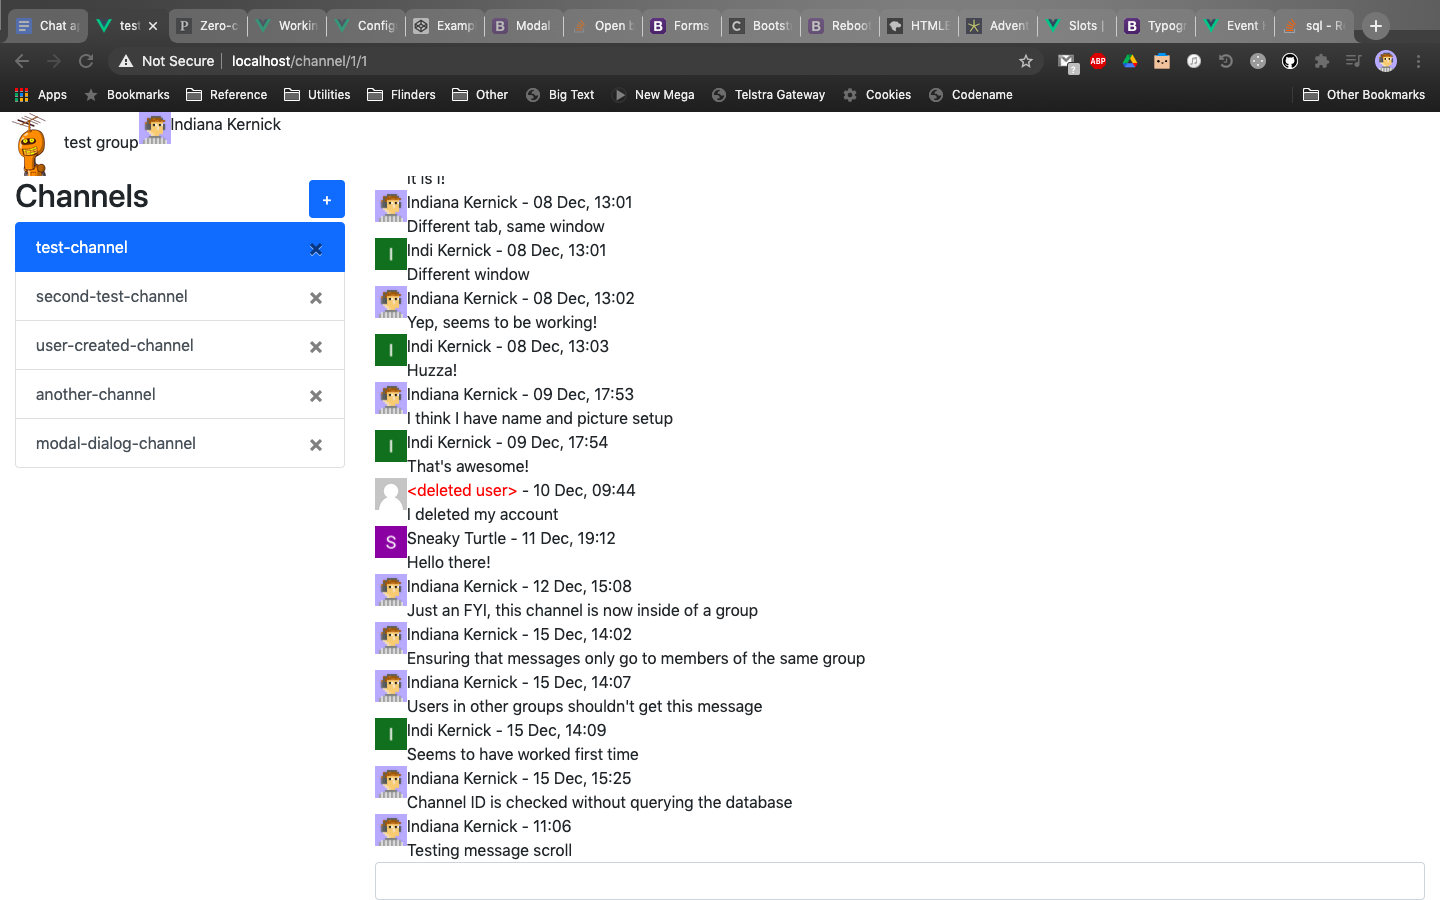 Chat a
test
Zero-c
Workin
Config
Examp
Modal
Open b
Forms
Bootst
Reboo
HTMLE
Advent
Slots |
Typogr
Event
sql - R
Not Secure
localhost/channel/1/1
ABP
?
Apps
Bookmarks
Reference
Utilities
Flinders
Other
Big Text
New Mega
Telstra Gateway
Cookies
Codename
Other Bookmarks
test group
Indiana Kernick
Channels
+
test-channel
second-test-channel
user-created-channel
another-channel
modal-dialog-channel
It is I!
Indiana Kernick - 08 Dec, 13:01
Different tab, same window
I
Indi Kernick - 08 Dec, 13:01
Different window
Indiana Kernick - 08 Dec, 13:02
Yep, seems to be working!
I
Indi Kernick - 08 Dec, 13:03
Huzza!
Indiana Kernick - 09 Dec, 17:53
I think I have name and picture setup
I
Indi Kernick - 09 Dec, 17:54
That's awesome!
<deleted user> - 10 Dec, 09:44
I deleted my account
S
Sneaky Turtle - 11 Dec, 19:12
Hello there!
Indiana Kernick - 12 Dec, 15:08
Just an FYI, this channel is now inside of a group
Indiana Kernick - 15 Dec, 14:02
Ensuring that messages only go to members of the same group
Indiana Kernick - 15 Dec, 14:07
Users in other groups shouldn't get this message
I
Indi Kernick - 15 Dec, 14:09
Seems to have worked first time
Indiana Kernick - 15 Dec, 15:25
Channel ID is checked without querying the database
Indiana Kernick - 11:06
Testing message scroll